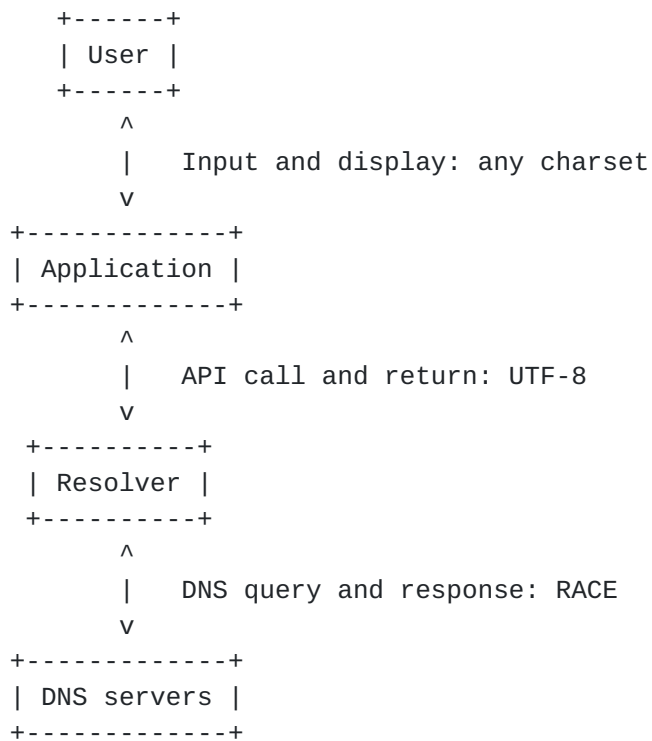 +------+
| User |
+------+
^
| Input and display: any charset
v
+-------------+
| Application |
+-------------+
^
| API call and return: UTF-8
v
+----------+
| Resolver |
+----------+
^
| DNS query and response: RACE
v
+-------------+
| DNS servers |
+-------------+